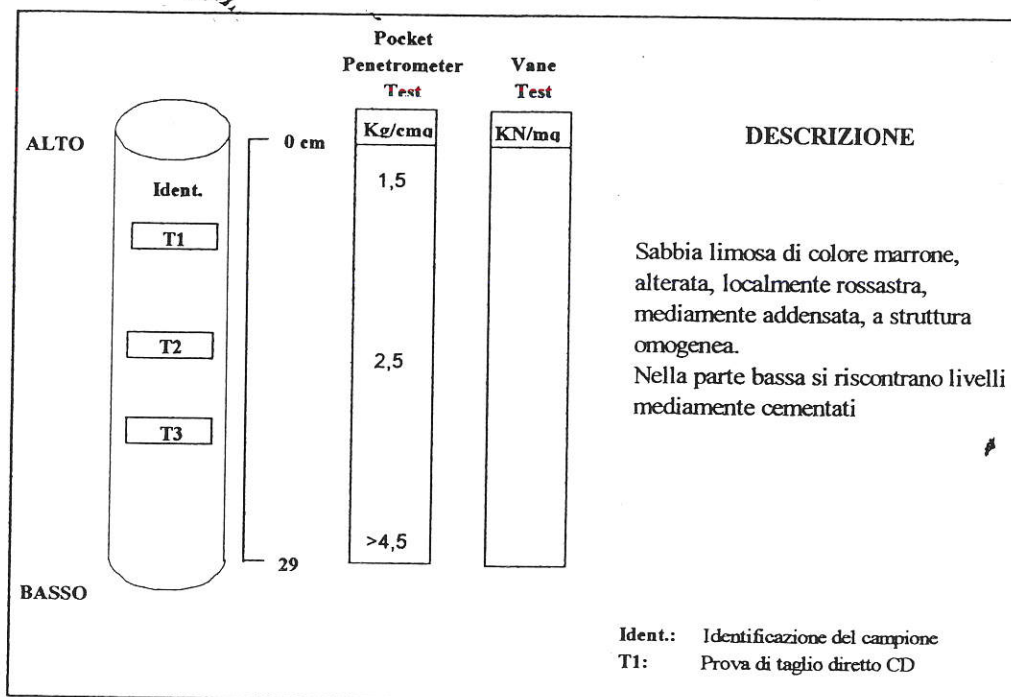 Pocket
Penetrometer
Test
Vane
Test
Kg/cmq
KN/mq
DESCRIZIONE
ALTO
0 cm
Ident.
1,5
T1
T2
2,5
T3
>4,5
29
BASSO
Sabbia limosa di colore marrone,
alterata, localmente rossastra,
mediamente addensata, a struttura
omogenea.
Nella parte bassa si riscontrano livelli
mediamente cementati
Ident.: Identificazione del campione
T1: Prova di taglio diretto CD